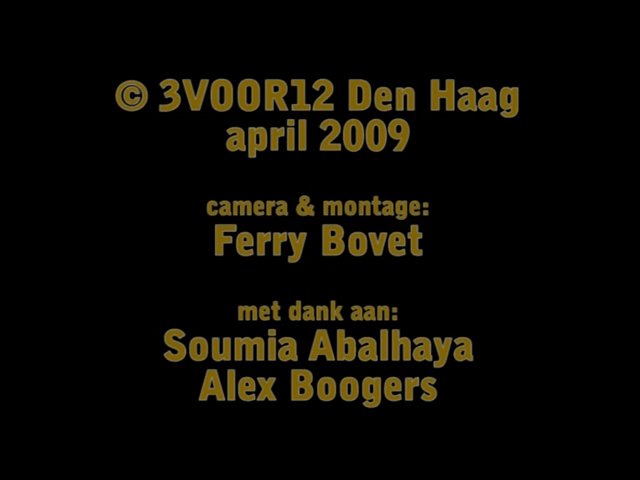 © 3VOOR12 Den Haag
april 2009
camera & montage:
Ferry Bovet
met dank aan:
Soumia Abalhaya
Alex Boogers